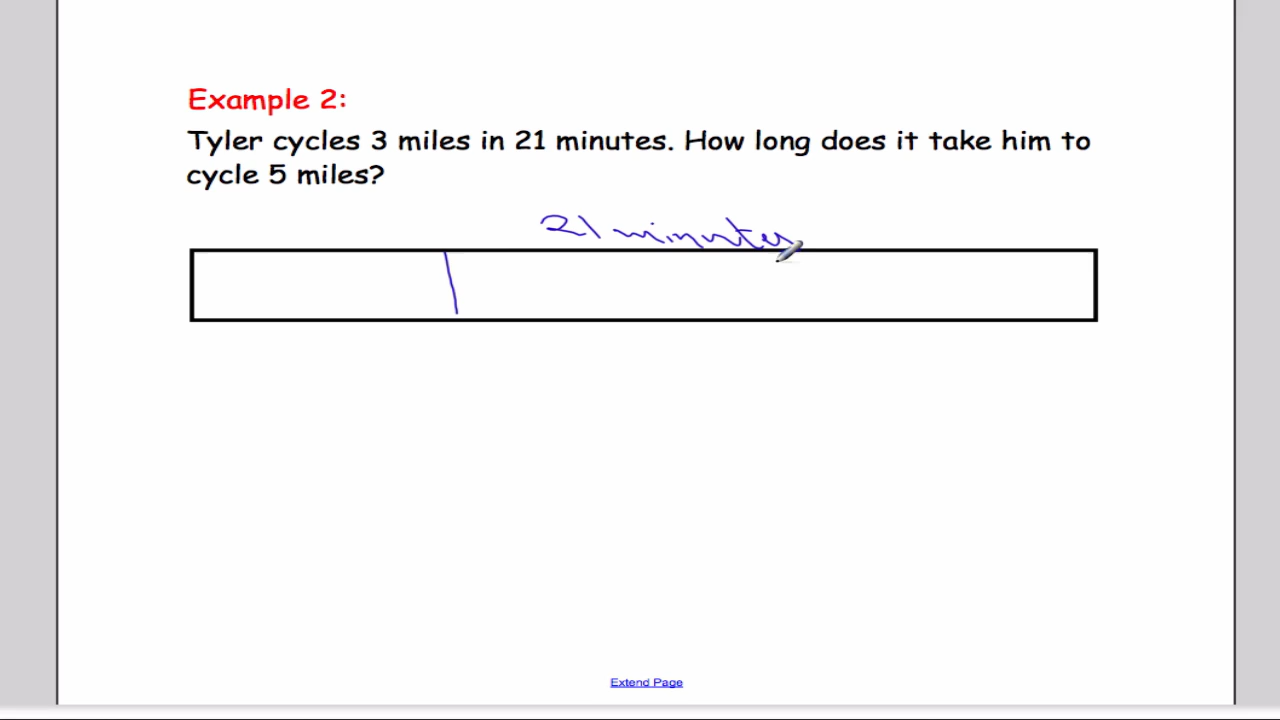 Example 2:
Tyler cycles 3 miles in 21 minutes. How long does it take him to
cycle 5 miles?
21 minutes
Extend Page